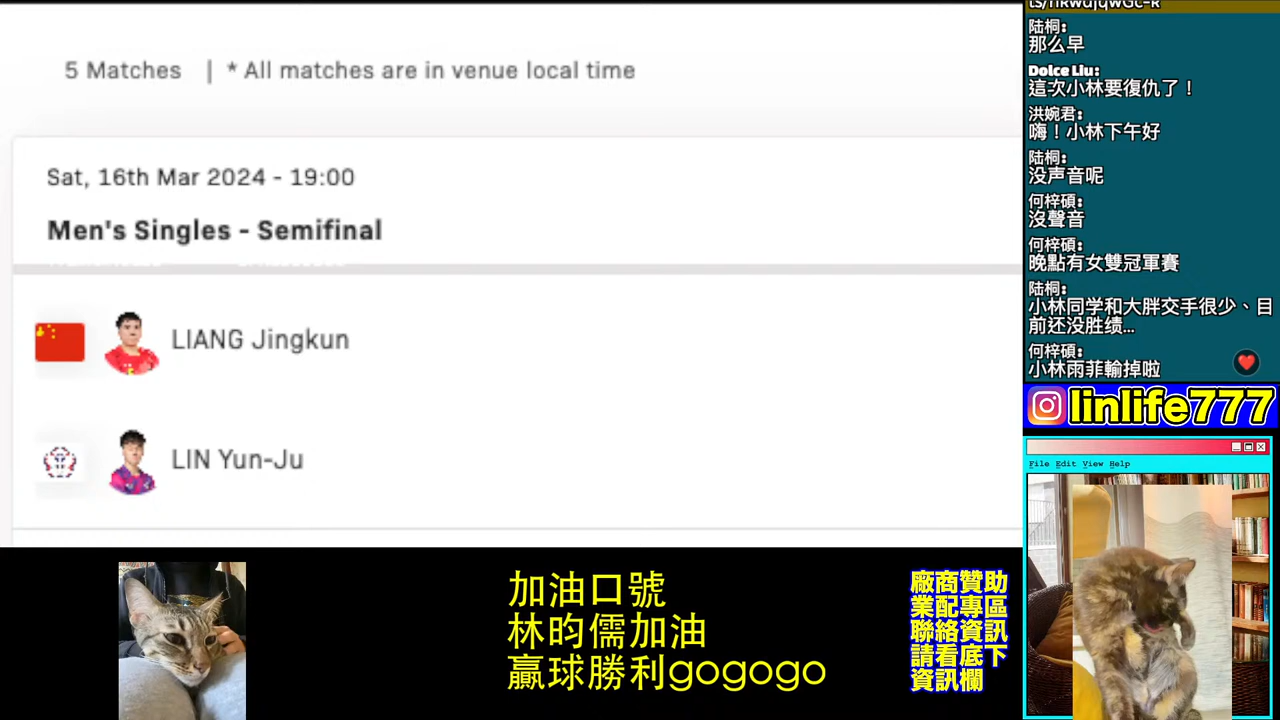 5 Matches | * All matches are in venue local time
Sat, 16th Mar 2024 - 19:00
Men's Singles - Semifinal
LIANG Jingkun
LIN Yun-Ju
陆桐:
那么早
Dolce Liu:
這次小林要復仇了！
洪婉君:
嗨！小林下午好
陆桐:
没声音呢
何梓碩:
沒聲音
何梓碩:
晚點有女雙冠軍賽
陆桐:
小林同学和大胖交手很少、目
前还没胜绩...
何梓碩:
小林雨菲輸掉啦
linlife777
File Edit View Help
加油口號
林昀儒加油
贏球勝利gogogo
廠商贊助
業配專區
聯絡資訊
請看底下
資訊欄